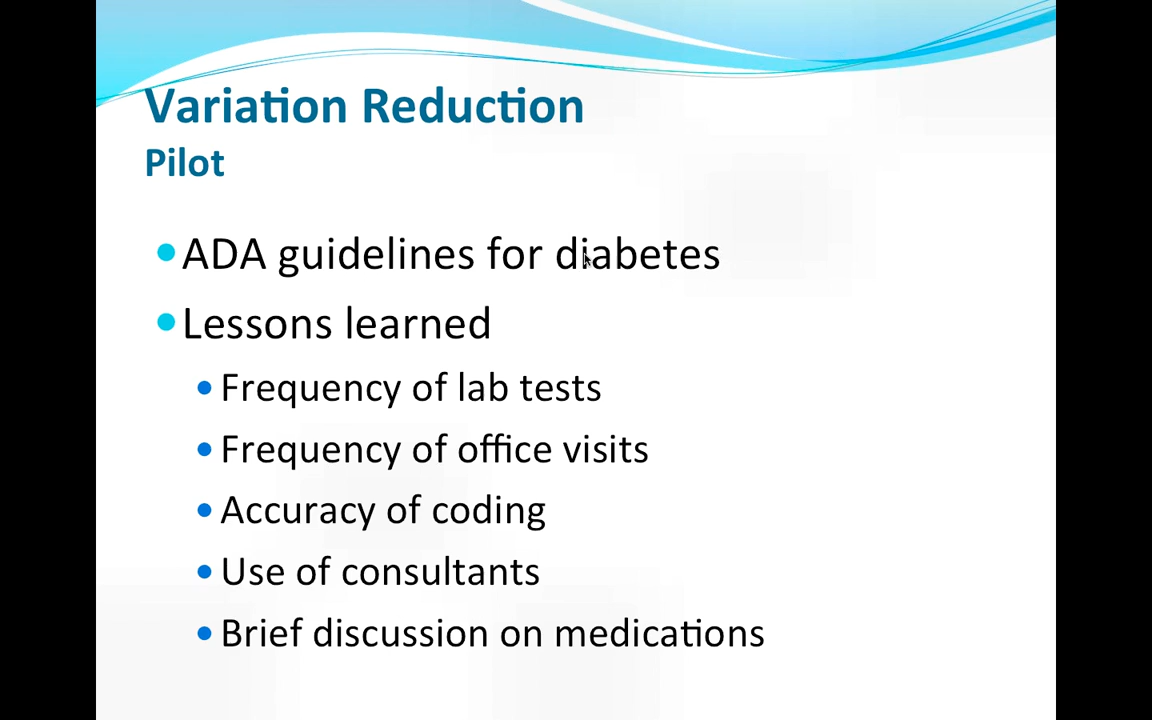 Variation Reduction
Pilot
•ADA guidelines for diabetes
•Lessons learned
•Frequency of lab tests
•Frequency of office visits
•Accuracy of coding
•Use of consultants
•Brief discussion on medications